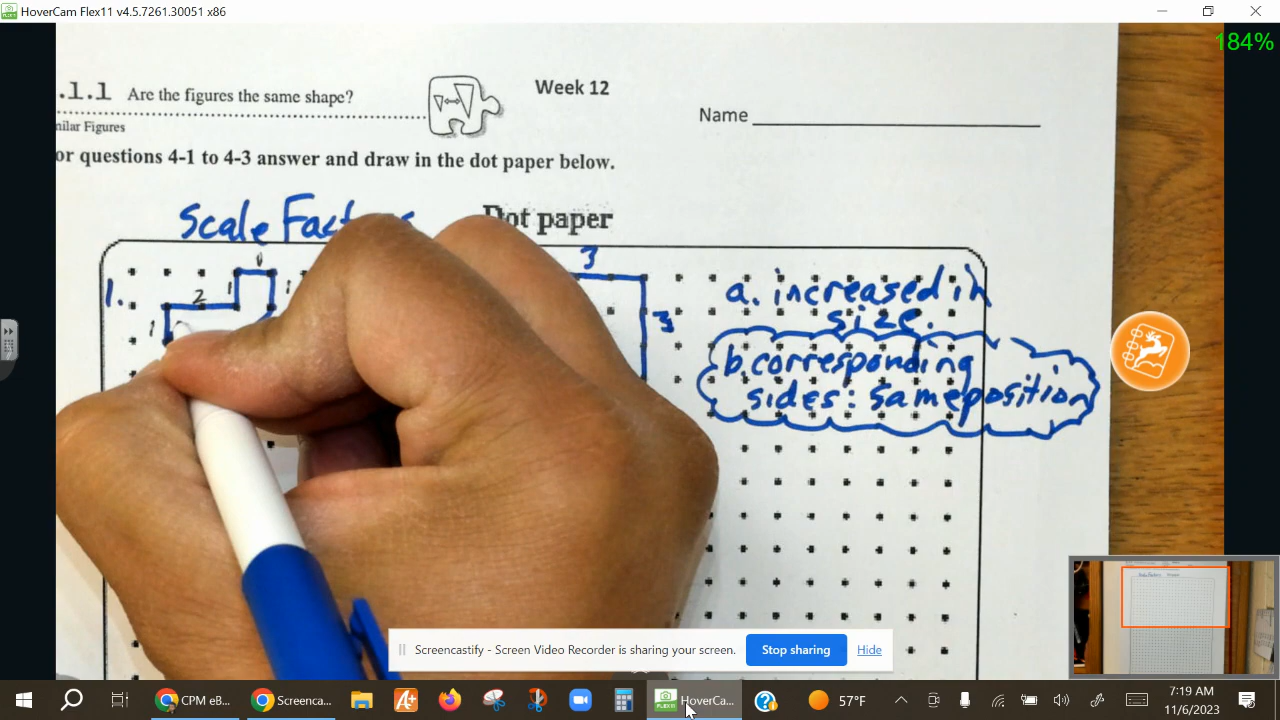 HoverCam Flex11 v4.5.7261.30051 x86
184%
.1.1 Are the figures the same shape?
Week 12
Name
nilar Figures
or questions 4-1 to 4-3 answer and draw in the dot paper below.
Scale Fac
Dot paper
3
1.
2
1
1
1
3
a. increased in
size.
b. corresponding
sides: same position
Screencastify - Screen Video Recorder is sharing your screen.
Stop sharing
Hide
CPM eB...
Screenca...
HoverCa...
57°F
7:19 AM
11/6/2023